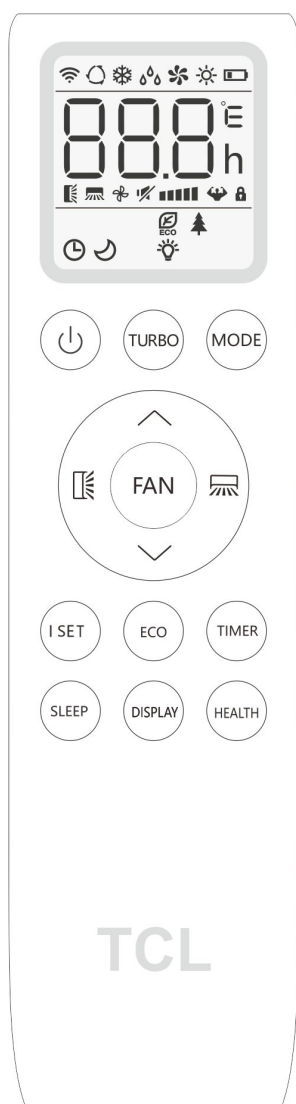 88.8°E
h
ECO
TURBO MODE
FAN
I SET ECO TIMER
SLEEP DISPLAY HEALTH
TCL